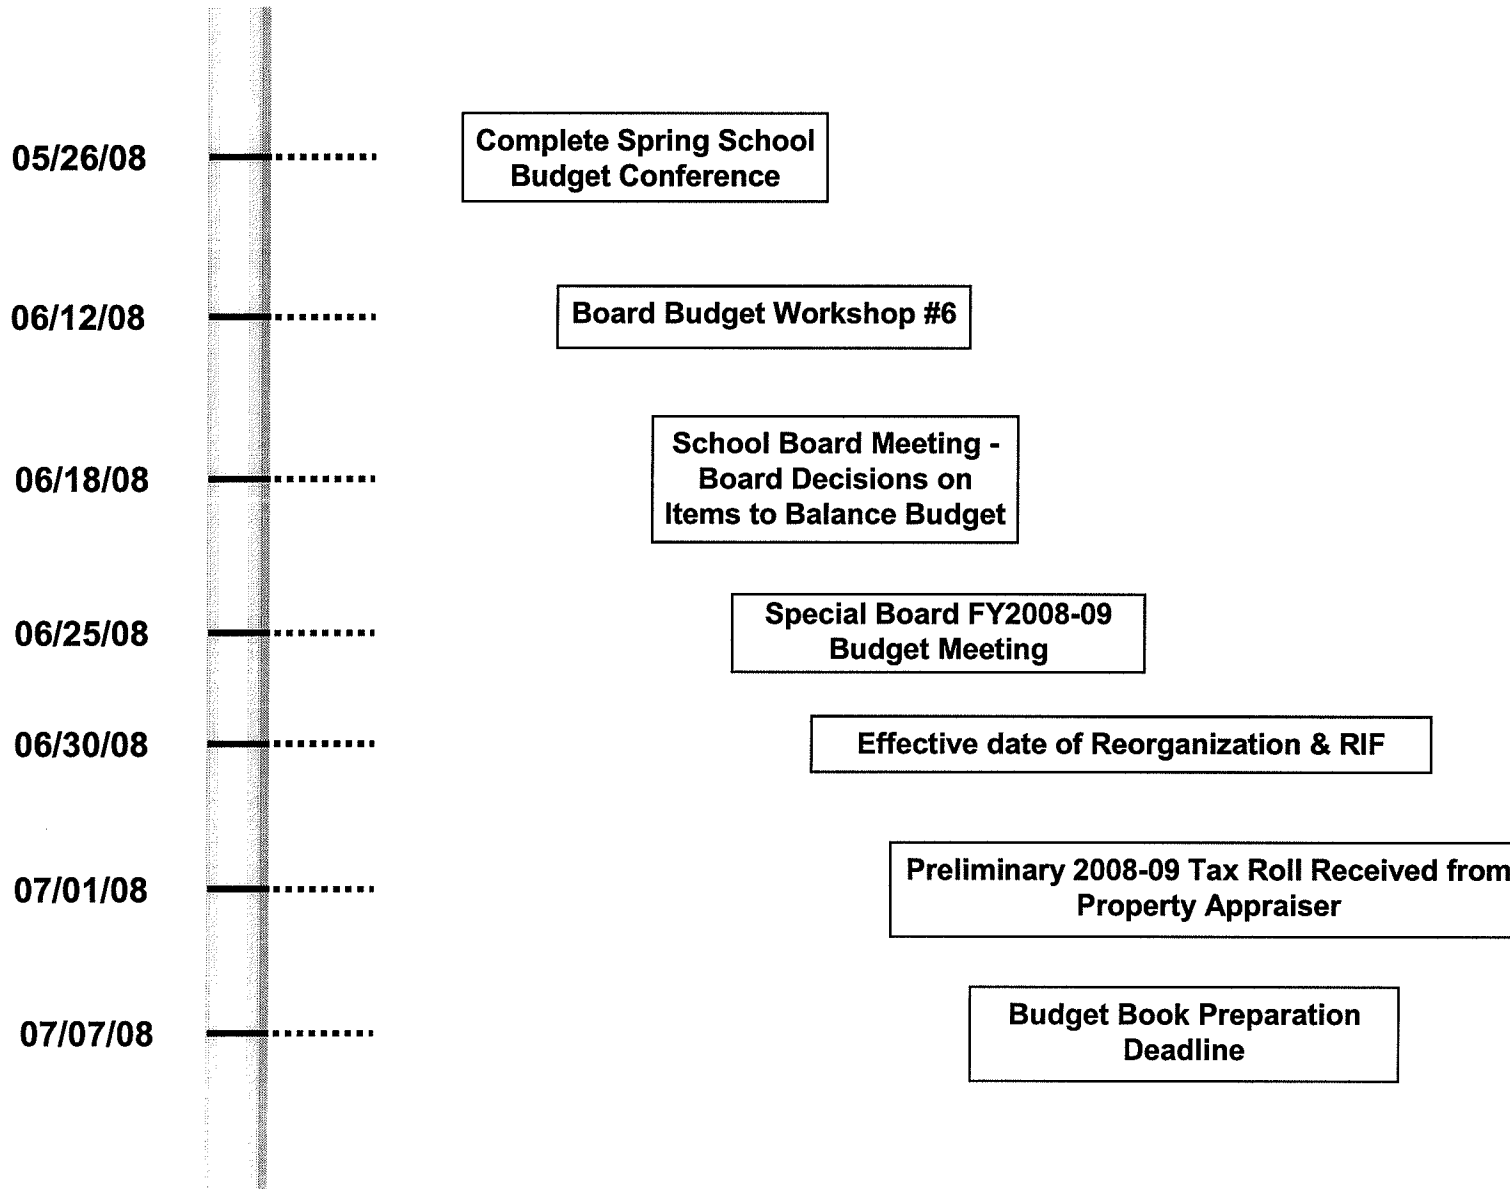 05/26/08
Complete Spring School
Budget Conference
06/12/08
Board Budget Workshop #6
06/18/08
School Board Meeting -
Board Decisions on
Items to Balance Budget
06/25/08
Special Board FY2008-09
Budget Meeting
06/30/08
Effective date of Reorganization & RIF
07/01/08
Preliminary 2008-09 Tax Roll Received from
Property Appraiser
07/07/08
Budget Book Preparation
Deadline